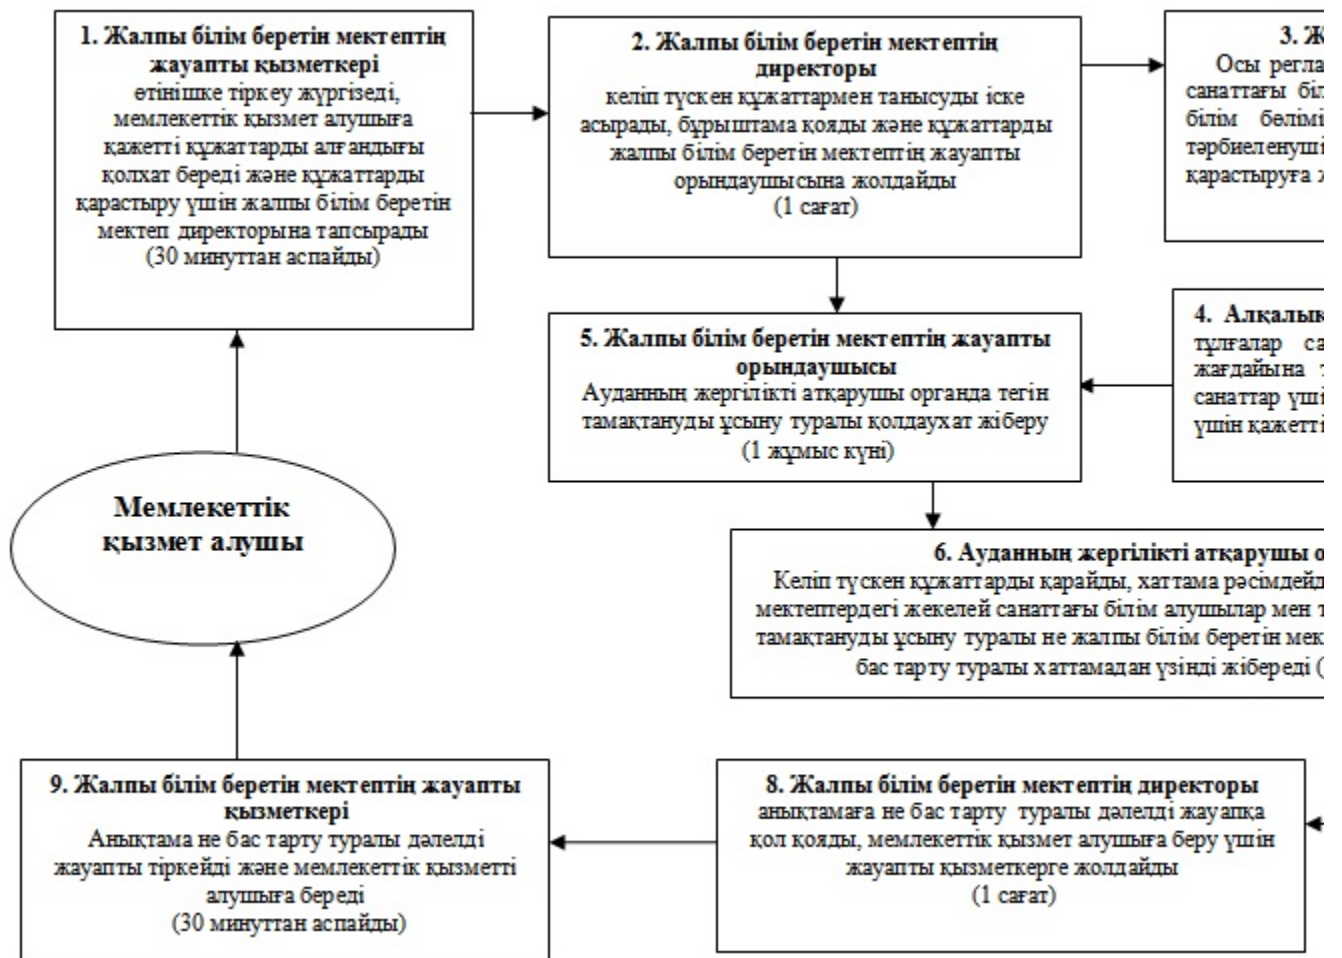 1. Жалпы білім беретін мектептің
жауапты қызметкері
өтінішке тіркеу жүргізеді,
мемлекеттік қызмет алушыға
қажетті құжаттарды алғандығы
қолхат береді және құжаттарды
қарастыру үшін жалпы білім беретін
мектеп директорына тапсырады
(30 минуттан аспайды)
2. Жалпы білім беретін мектептің
директоры
келіп түскен құжаттармен танысуды іске
асырады, бұрыштама қояды және құжаттарды
жалпы білім беретін мектептің жауапты
орындаушысына жолдайды
(1 сағат)
3.
Осы
санаттағы
білім
қарастыруға
4. Алқалық
тұлғалар
жағдайына
санаттар
үшін қажетті
5. Жалпы білім беретін мектептің жауапты
орындаушысы
Ауданның жергілікті атқарушы органда тегін
тамақтануды ұсыну туралы қолдаухат жіберу
(1 жұмыс күні)
Мемлекеттік
қызмет алушы
6. Ауданның жергілікті атқарушы
Келіп түскен құжаттарды қарайды, хаттама
мектептердегі жекелей санаттағы білім алушылар мен
тамақтануды ұсыну туралы не жалпы білім беретін
бас тарту туралы хаттамадан үзінді жібереді (
8. Жалпы білім беретін мектептің директоры
анықтамаға не бас тарту туралы дәлелді жауапқа
қол қояды, мемлекеттік қызмет алушыға беру үшін
жауапты қызметкерге жолдайды
(1 сағат)
9. Жалпы білім беретін мектептің жауапты
қызметкері
Анықтама не бас тарту туралы дәлелді
жауапты тіркейді және мемлекеттік қызметті
алушыға береді
(30 минуттан аспайды)